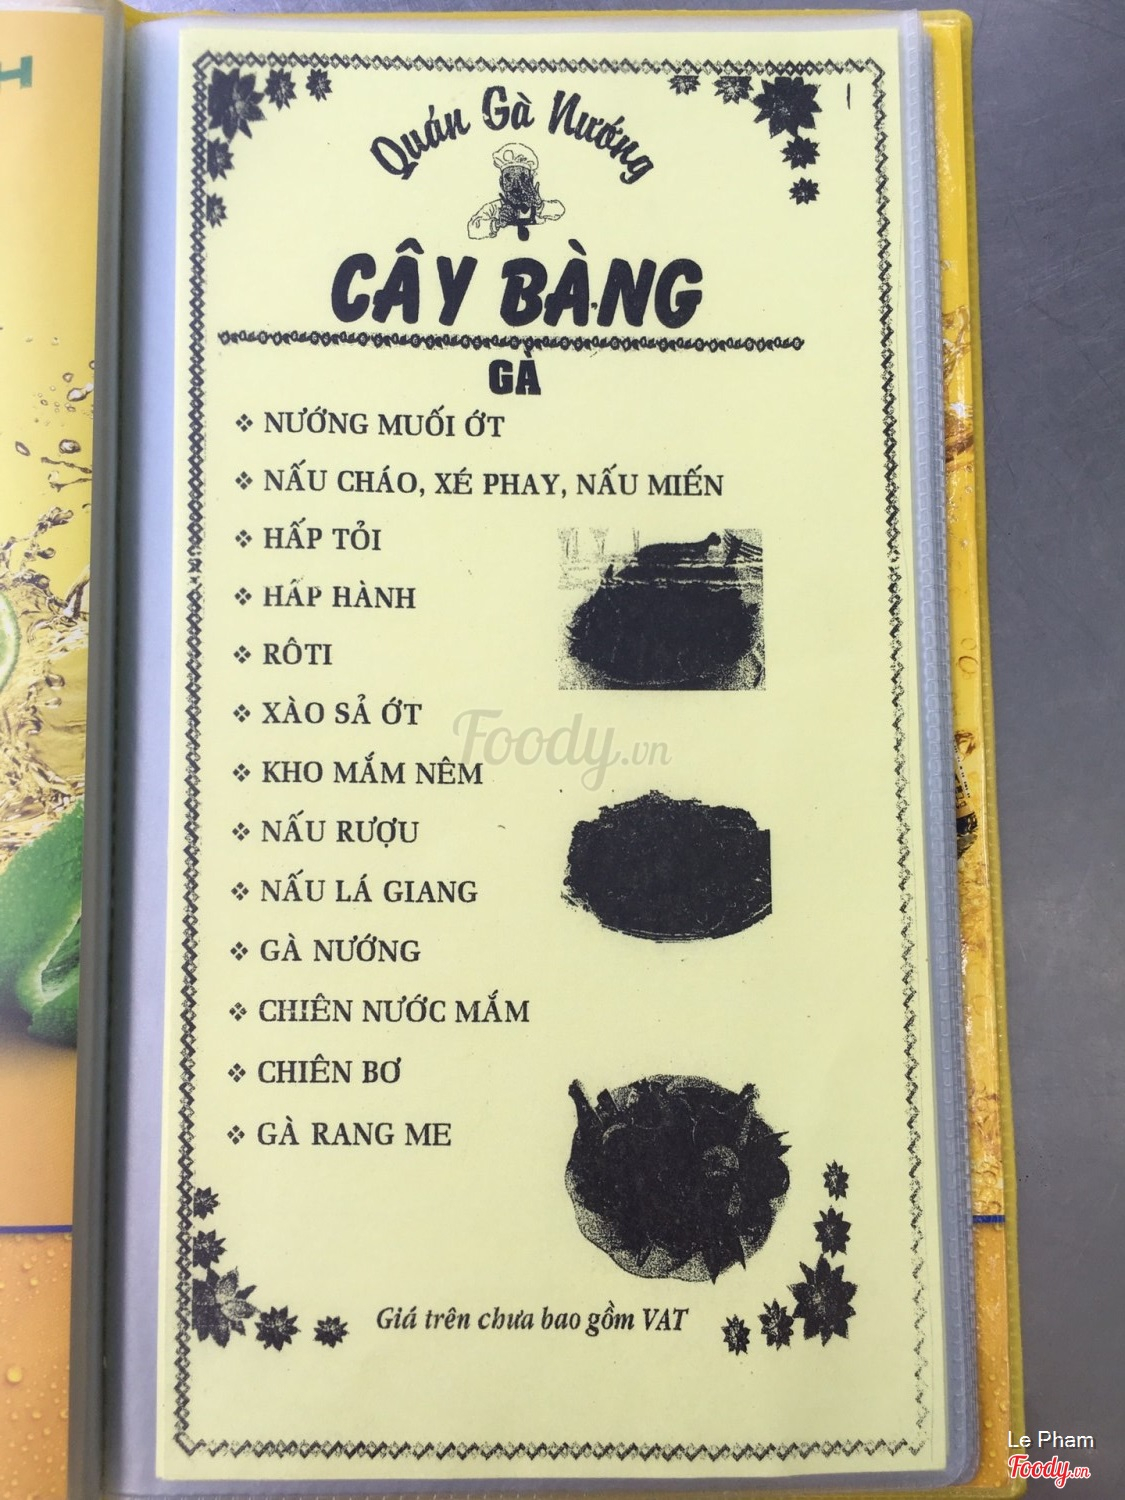 Quán Gà Nướng
CÂY BÀNG
GÀ
❖ NƯỚNG MUỐI ỚT
❖ NẤU CHÁO, XÉ PHAY, NẤU MIẾN
❖ HẤP TỎI
❖ HẤP HÀNH
❖ RÔTI
❖ XÀO SẢ ỚT
Foody.vn
❖ KHO MẮM NÊM
❖ NẤU RƯỢU
❖ NẤU LÁ GIANG
❖ GÀ NƯỚNG
❖ CHIÊN NƯỚC MẮM
❖ CHIÊN BƠ
❖ GÀ RANG ME
Giá trên chưa bao gồm VAT
Le Pham
Foody.vn